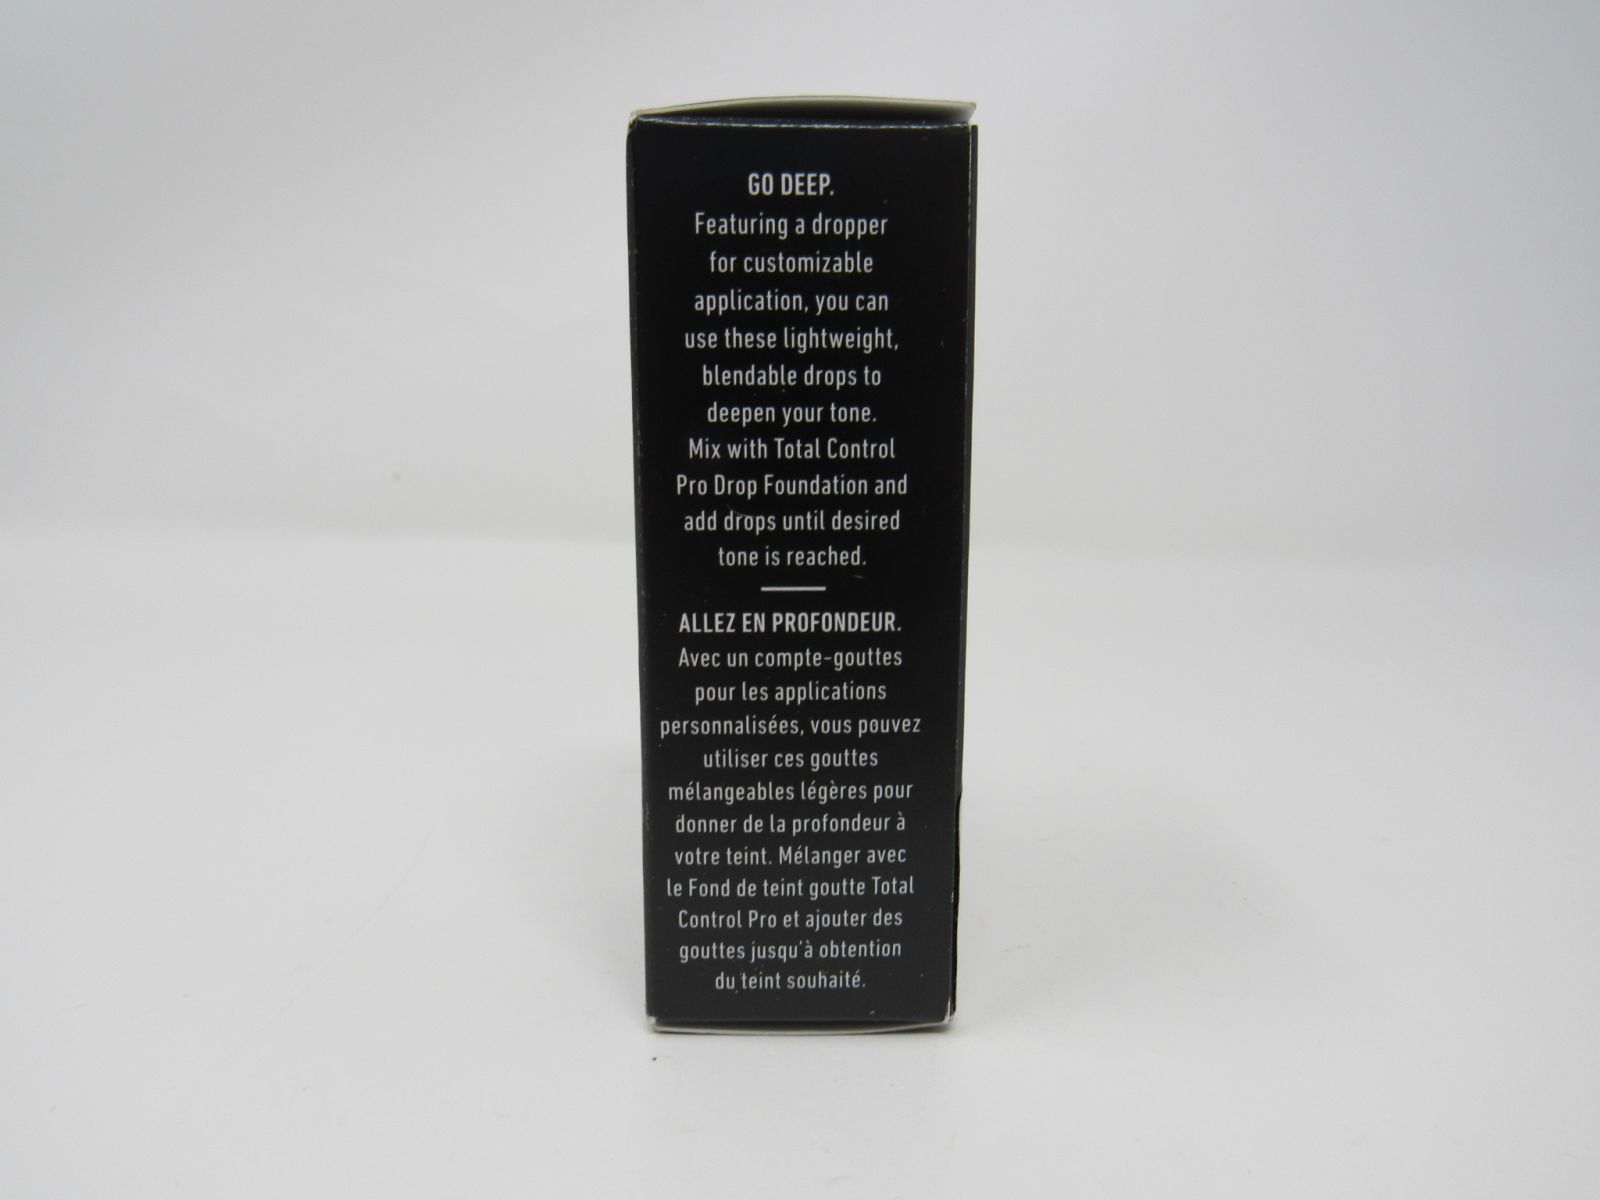 GO DEEP.
Featuring a dropper
for customizable
application, you can
use these lightweight,
blendable drops to
deepen your tone.
Mix with Total Control
Pro Drop Foundation and
add drops until desired
tone is reached.
ALLEZ EN PROFONDEUR.
Avec un compte-gouttes
pour les applications
personnalisées, vous pouvez
utiliser ces gouttes
mélangeables légères pour
donner de la profondeur à
votre teint. Mélanger avec
le Fond de teint goutte Total
Control Pro et ajouter des
gouttes jusqu'à obtention
du teint souhaité.